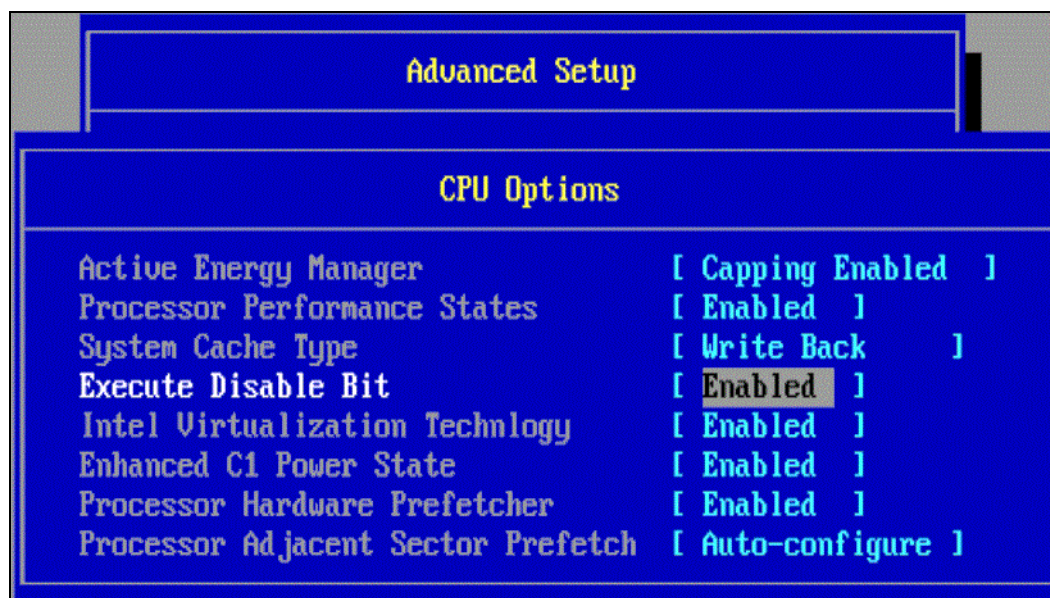 Advanced Setup
CPU Options
Active Energy Manager [ Capping Enabled ]
Processor Performance States [ Enabled ]
System Cache Type [ Write Back ]
Execute Disable Bit [ Enabled ]
Intel Virtualization Technlogy [ Enabled ]
Enhanced C1 Power State [ Enabled ]
Processor Hardware Prefetcher [ Enabled ]
Processor Adjacent Sector Prefetch [ Auto-configure ]